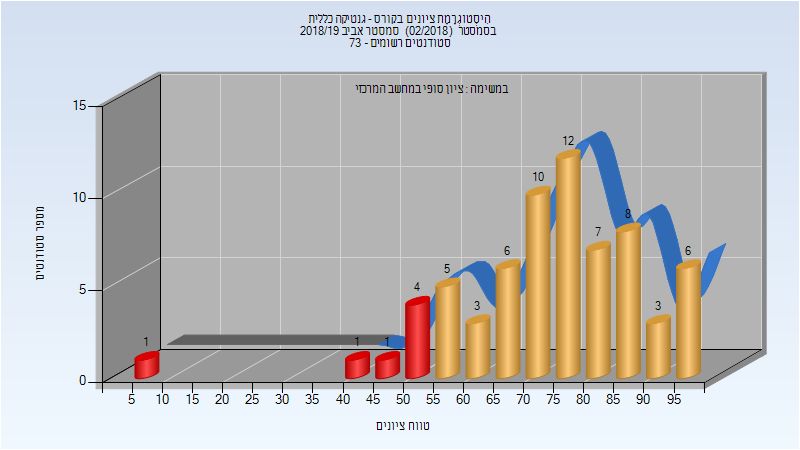 היסטוגרמת ציונים בקורס - גנטיקה כללית
בסמסטר (02/2018) סמסטר אביב 2018/19
סטודנטים רשומים - 73
במשימה : ציון סופי במחשב המרכזי
מספר סטודנטים
15
10
5
0
1
1
1
4
5
3
6
10
12
7
8
3
6
5 10 15 20 25 30 35 40 45 50 55 60 65 70 75 80 85 90 95
טווח ציונים